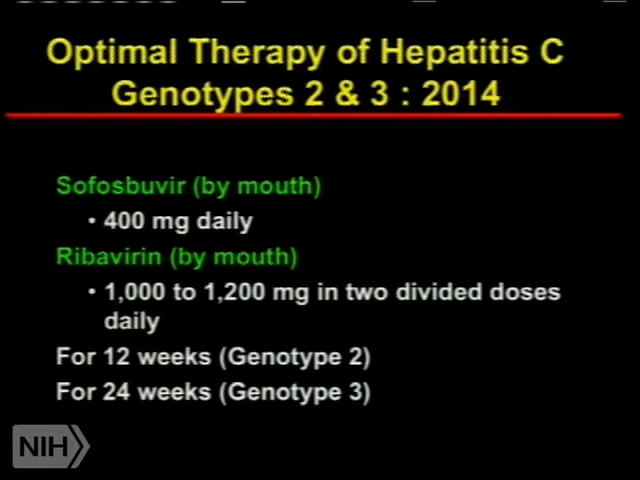 Optimal Therapy of Hepatitis C
Genotypes 2 & 3 : 2014
Sofosbuvir (by mouth)
• 400 mg daily
Ribavirin (by mouth)
• 1,000 to 1,200 mg in two divided doses
daily
For 12 weeks (Genotype 2)
For 24 weeks (Genotype 3)
NIH